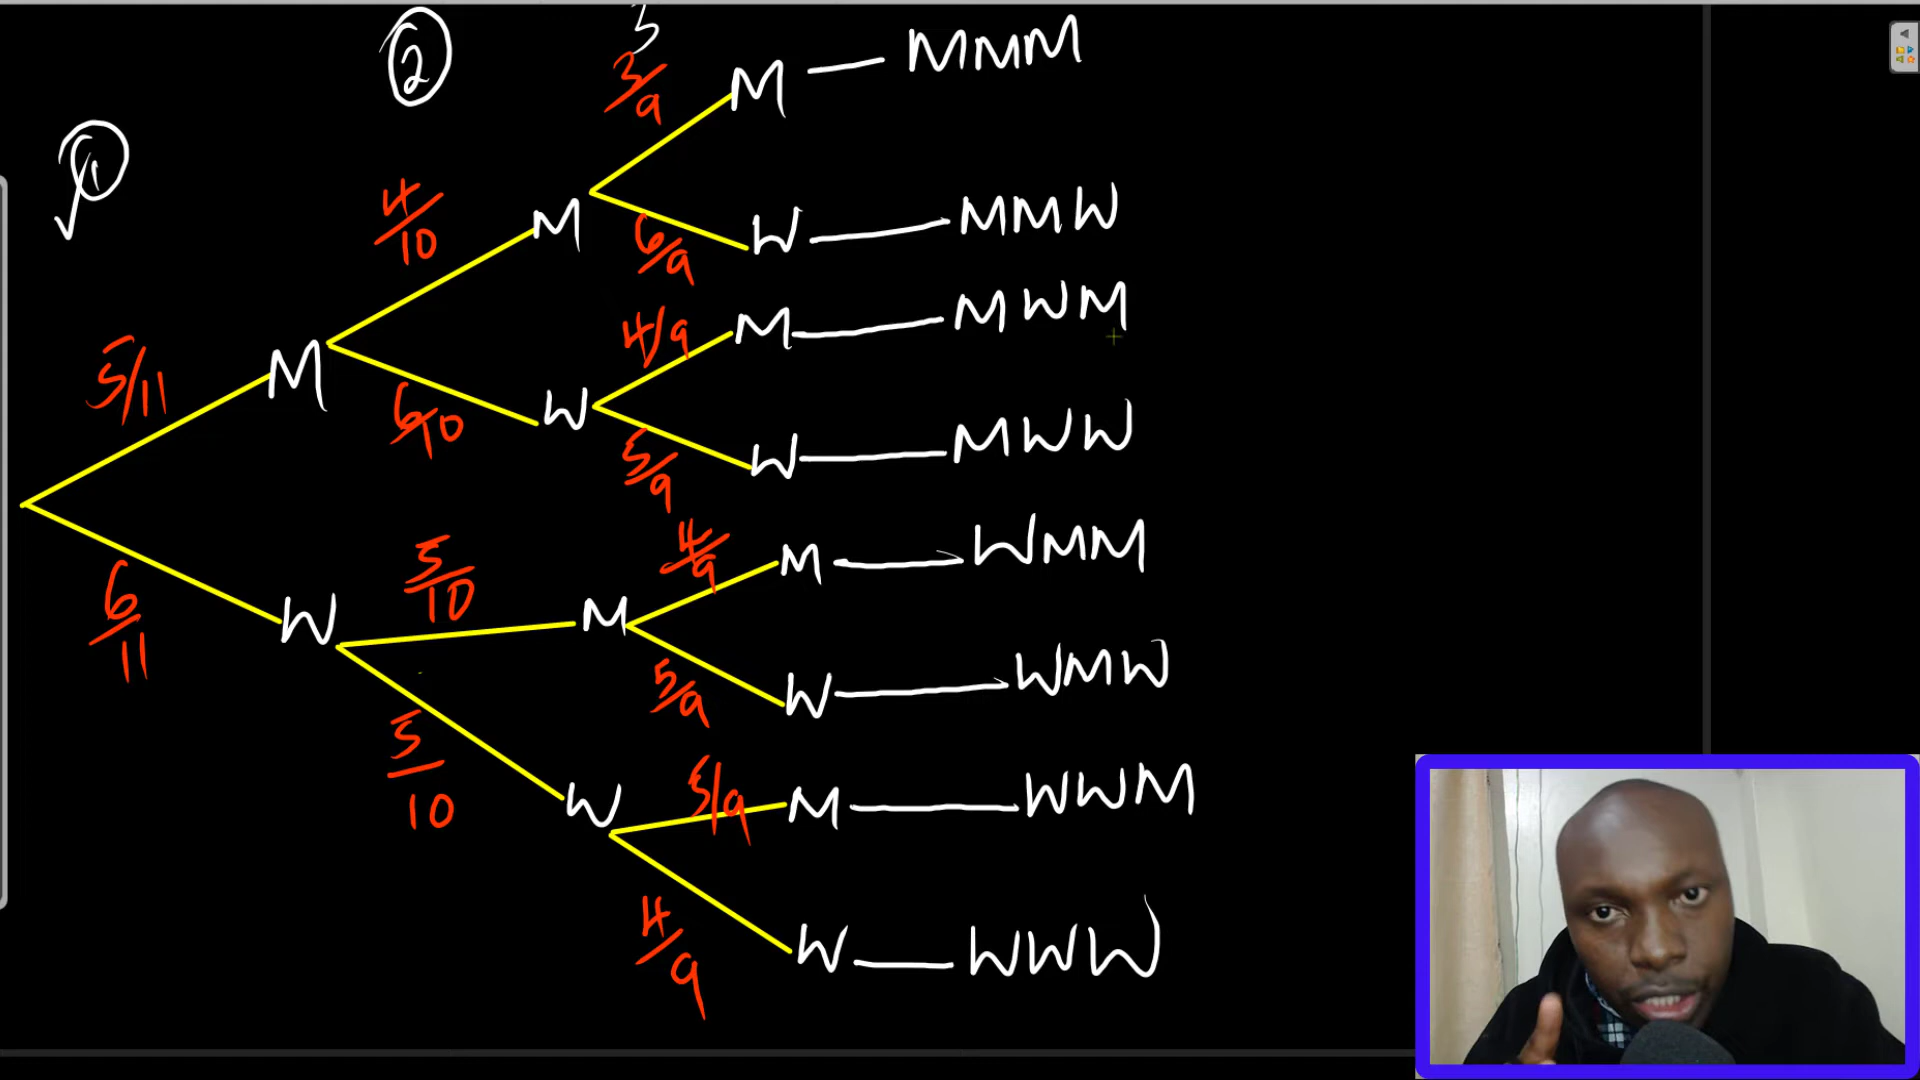 2
3
3/9
M — MMM
1
4/10
M
6/9
W — MMW
5/11
M
4/9
M — MWM
6/10
W
5/9
W — MWW
6/11
W
5/10
M
4/9
M — WMM
5/9
W — WMW
5/10
W
5/9
M — WWM
4/9
W — WWW